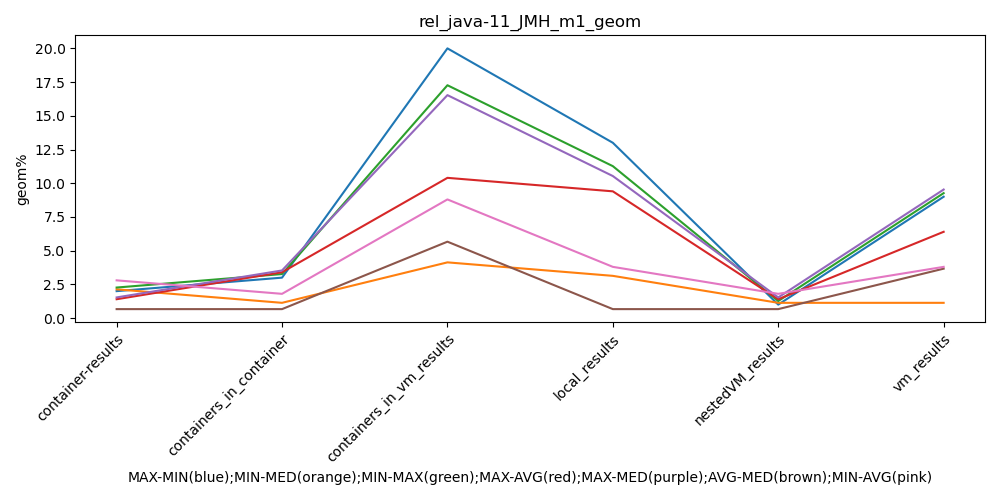 rel_java-11_JMH_m1_geom
geom%
20.0
17.5
15.0
12.5
10.0
7.5
5.0
2.5
0.0
container-results
containers_in_container
containers_in_vm_results
local_results
nestedVM_results
vm_results
MAX-MIN(blue);MIN-MED(orange);MIN-MAX(green);MAX-AVG(red);MAX-MED(purple);AVG-MED(brown);MIN-AVG(pink)